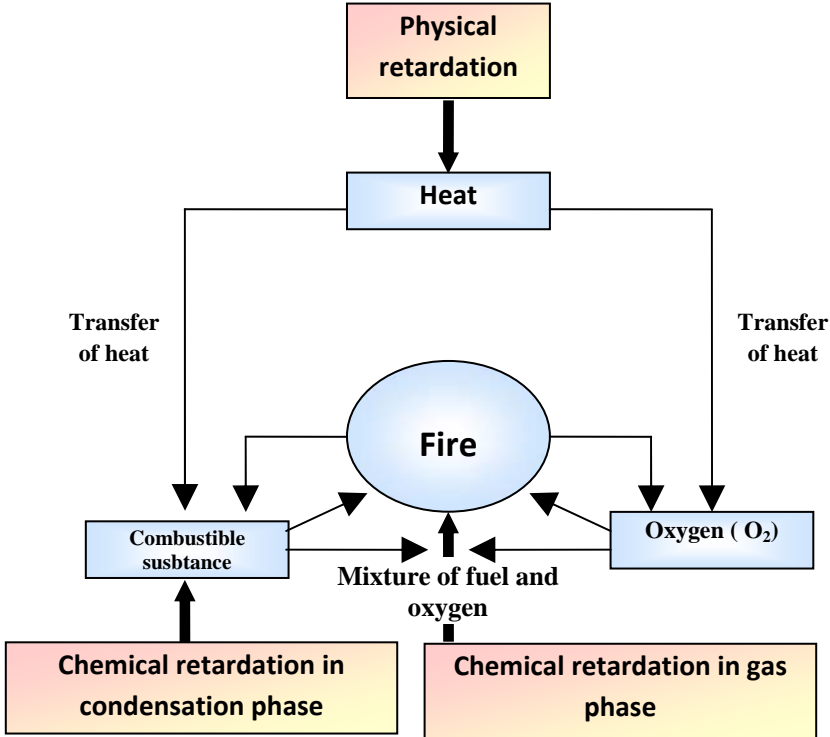 Physical
retardation
Heat
Transfer
of heat
Transfer
of heat
Fire
Combustible
susbtance
Oxygen ( O₂)
Mixture of fuel and
oxygen
Chemical retardation in
condensation phase
Chemical retardation in gas
phase